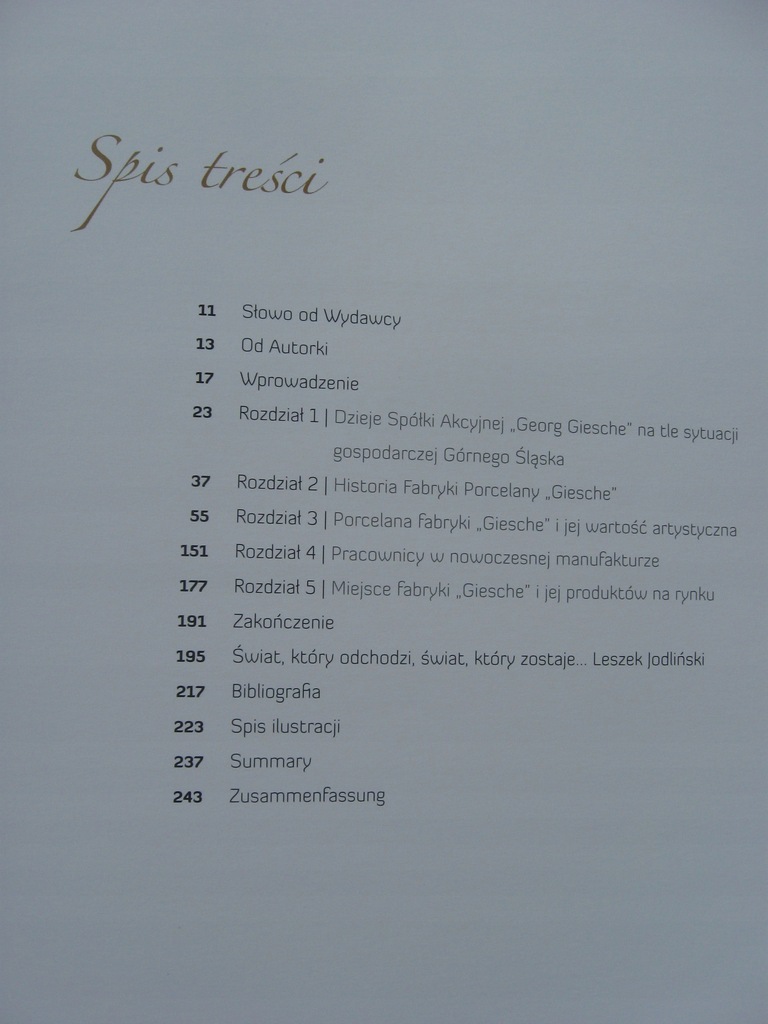 Spis treści
11 Słowo od Wydawcy
13 Od Autorki
17 Wprowadzenie
23 Rozdział 1 | Dzieje Spółki Akcyjnej „Georg Giesche” na tle sytuacji
gospodarczej Górnego Śląska
37 Rozdział 2 | Historia Fabryki Porcelany „Giesche”
55 Rozdział 3 | Porcelana fabryki „Giesche” i jej wartość artystyczna
151 Rozdział 4 | Pracownicy w nowoczesnej manufakturze
177 Rozdział 5 | Miejsce fabryki „Giesche” i jej produktów na rynku
191 Zakończenie
195 Świat, który odchodzi, świat, który zostaje... Leszek Jodliński
217 Bibliografia
223 Spis ilustracji
237 Summary
243 Zusammenfassung